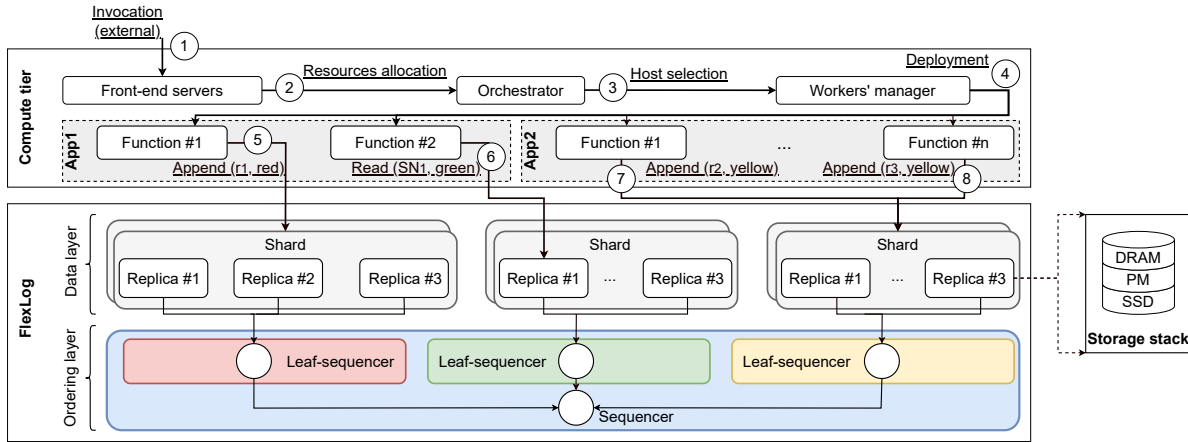 Invocation
(external)
1
Compute tier
Front-end servers
2
Resources allocation
Orchestrator
3
Host selection
Workers' manager
Deployment
4
App1
Function #1
5
Append (r1, red)
Function #2
6
Read (SN1, green)
App2
Function #1
7
Append (r2, yellow)
...
Function #n
8
Append (r3, yellow)
FlexLog
Data layer
Shard
Replica #1
Replica #2
Replica #3
Shard
Replica #1
...
Replica #3
Shard
Replica #1
...
Replica #3
DRAM
PM
SSD
Storage stack
Ordering layer
Leaf-sequencer
Leaf-sequencer
Leaf-sequencer
Sequencer